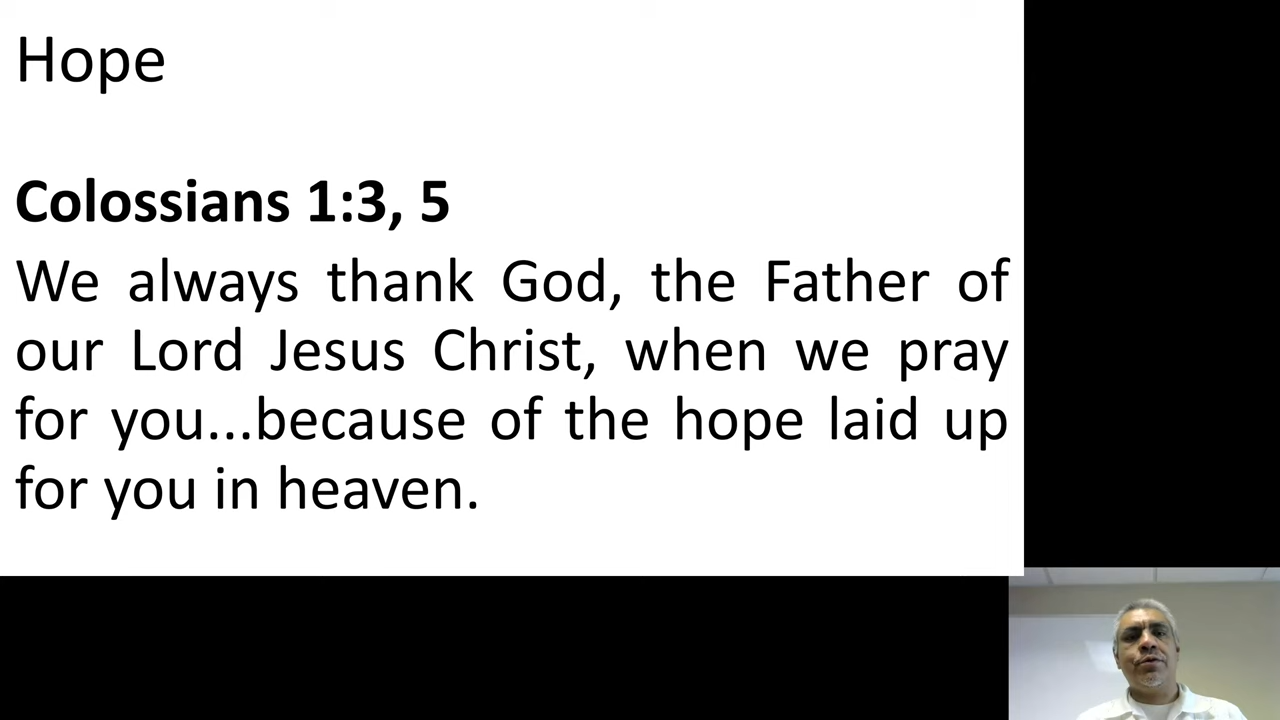 Hope
Colossians 1:3, 5
We always thank God, the Father of
our Lord Jesus Christ, when we pray
for you...because of the hope laid up
for you in heaven.